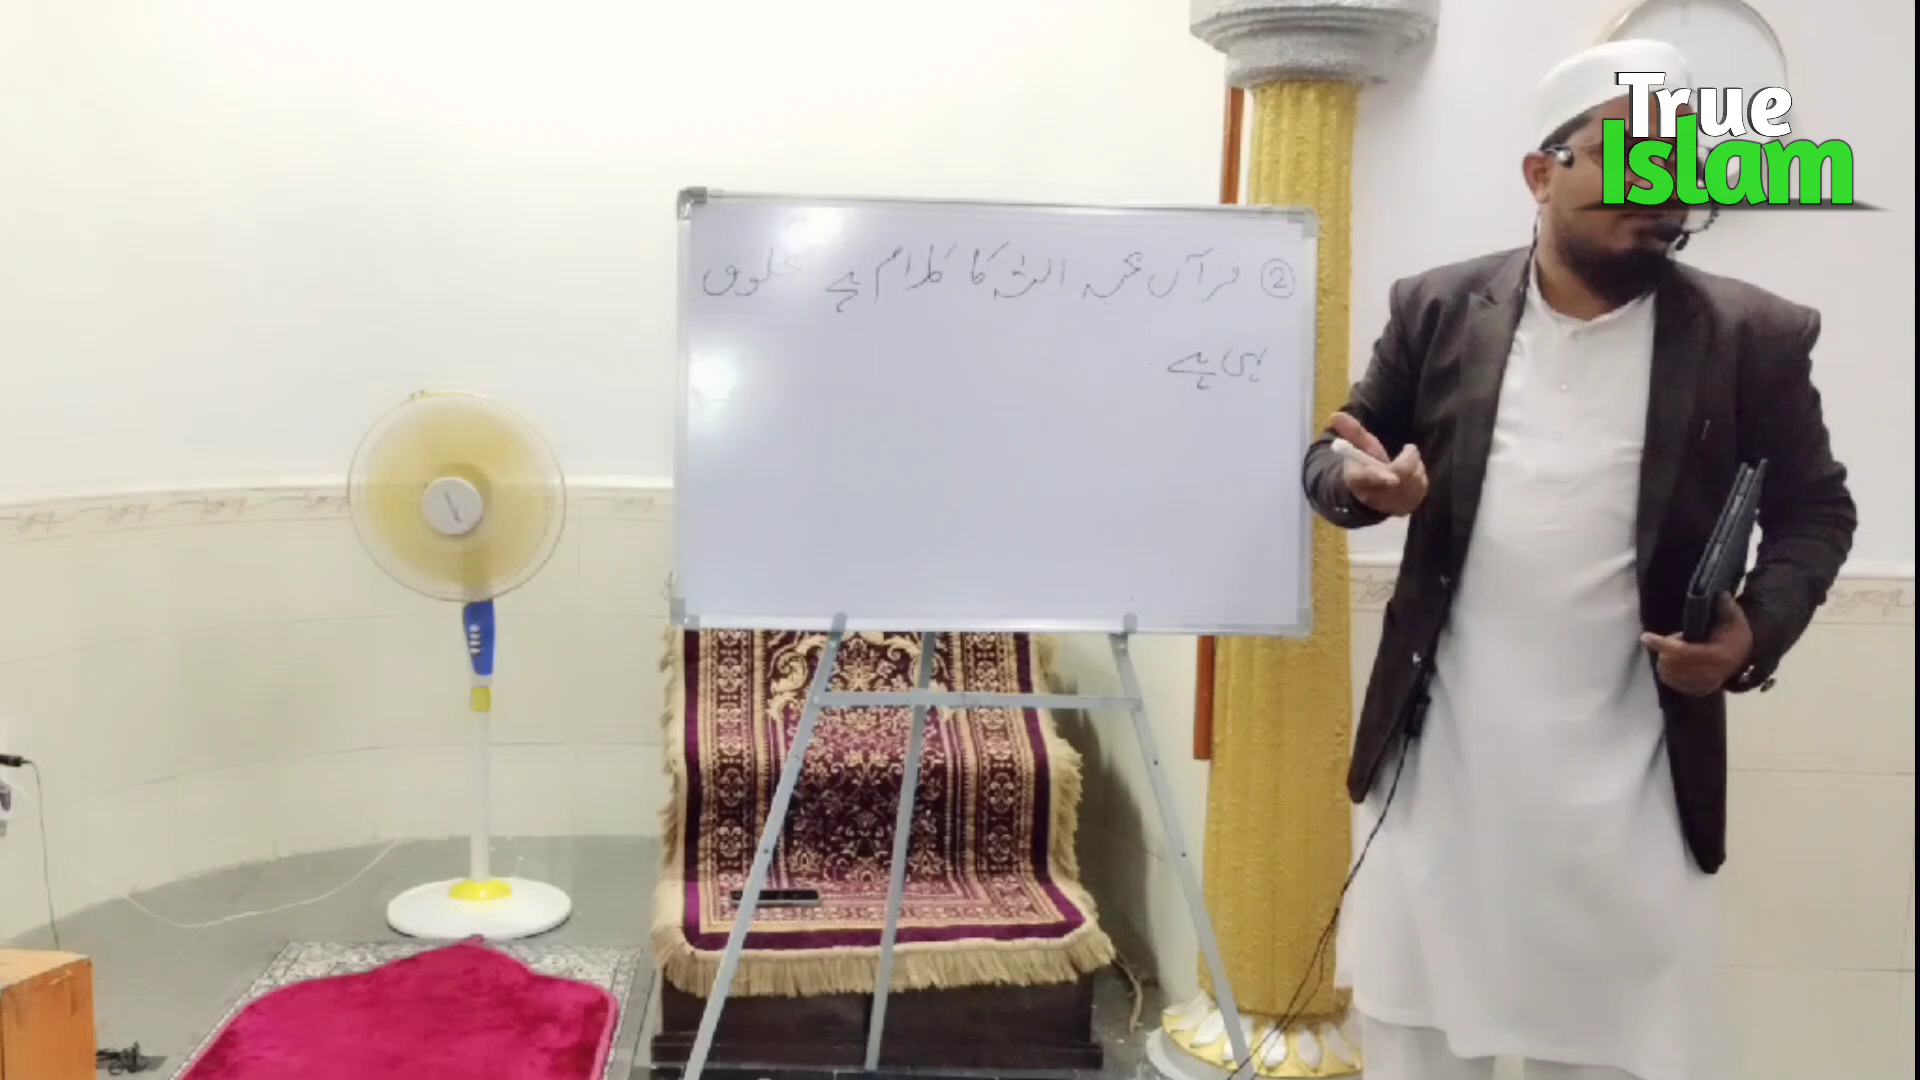 True
Islam
② قرآن مجید اللہ کا کلام ہے مخلوق
نہیں ہے